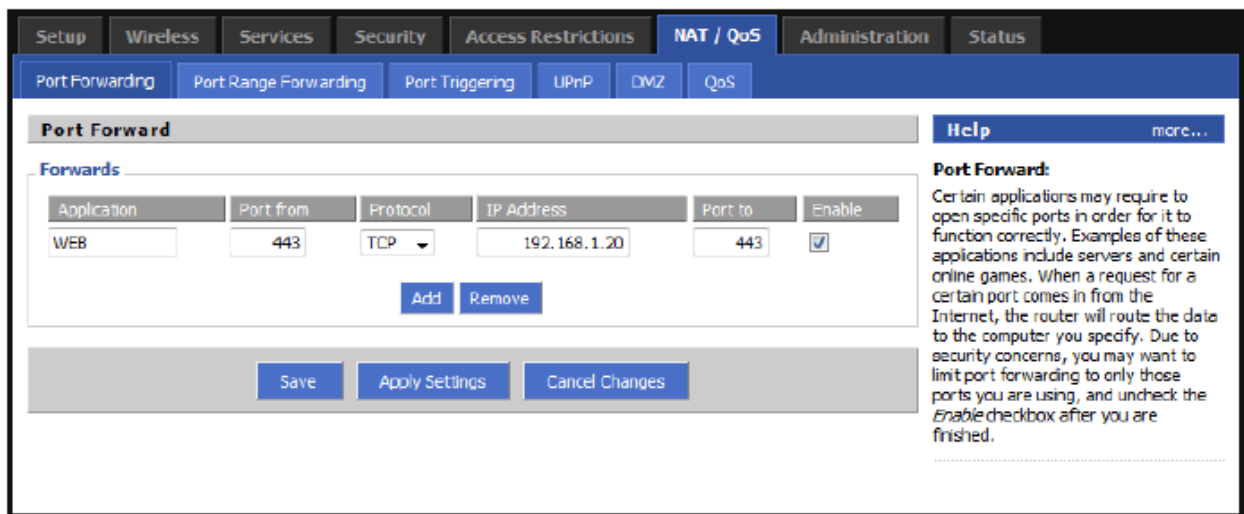 Setup Wireless Services Security Access Restrictions NAT / QoS Administration Status
Port Forwarding Port Range Forwarding Port Triggering UPnP DMZ QoS
Port Forward
Forwards
Application Port from Protocol IP Address Port to Enable
WEB 443 TCP 192.168.1.20 443
Add Remove
Save Apply Settings Cancel Changes
Help more...
Port Forward:
Certain applications may require to
open specific ports in order for it to
function correctly. Examples of these
applications include servers and certain
online games. When a request for a
certain port comes in from the
Internet, the router will route the data
to the computer you specify. Due to
security concerns, you may want to
limit port forwarding to only those
ports you are using, and uncheck the
Enable checkbox after you are
finished.